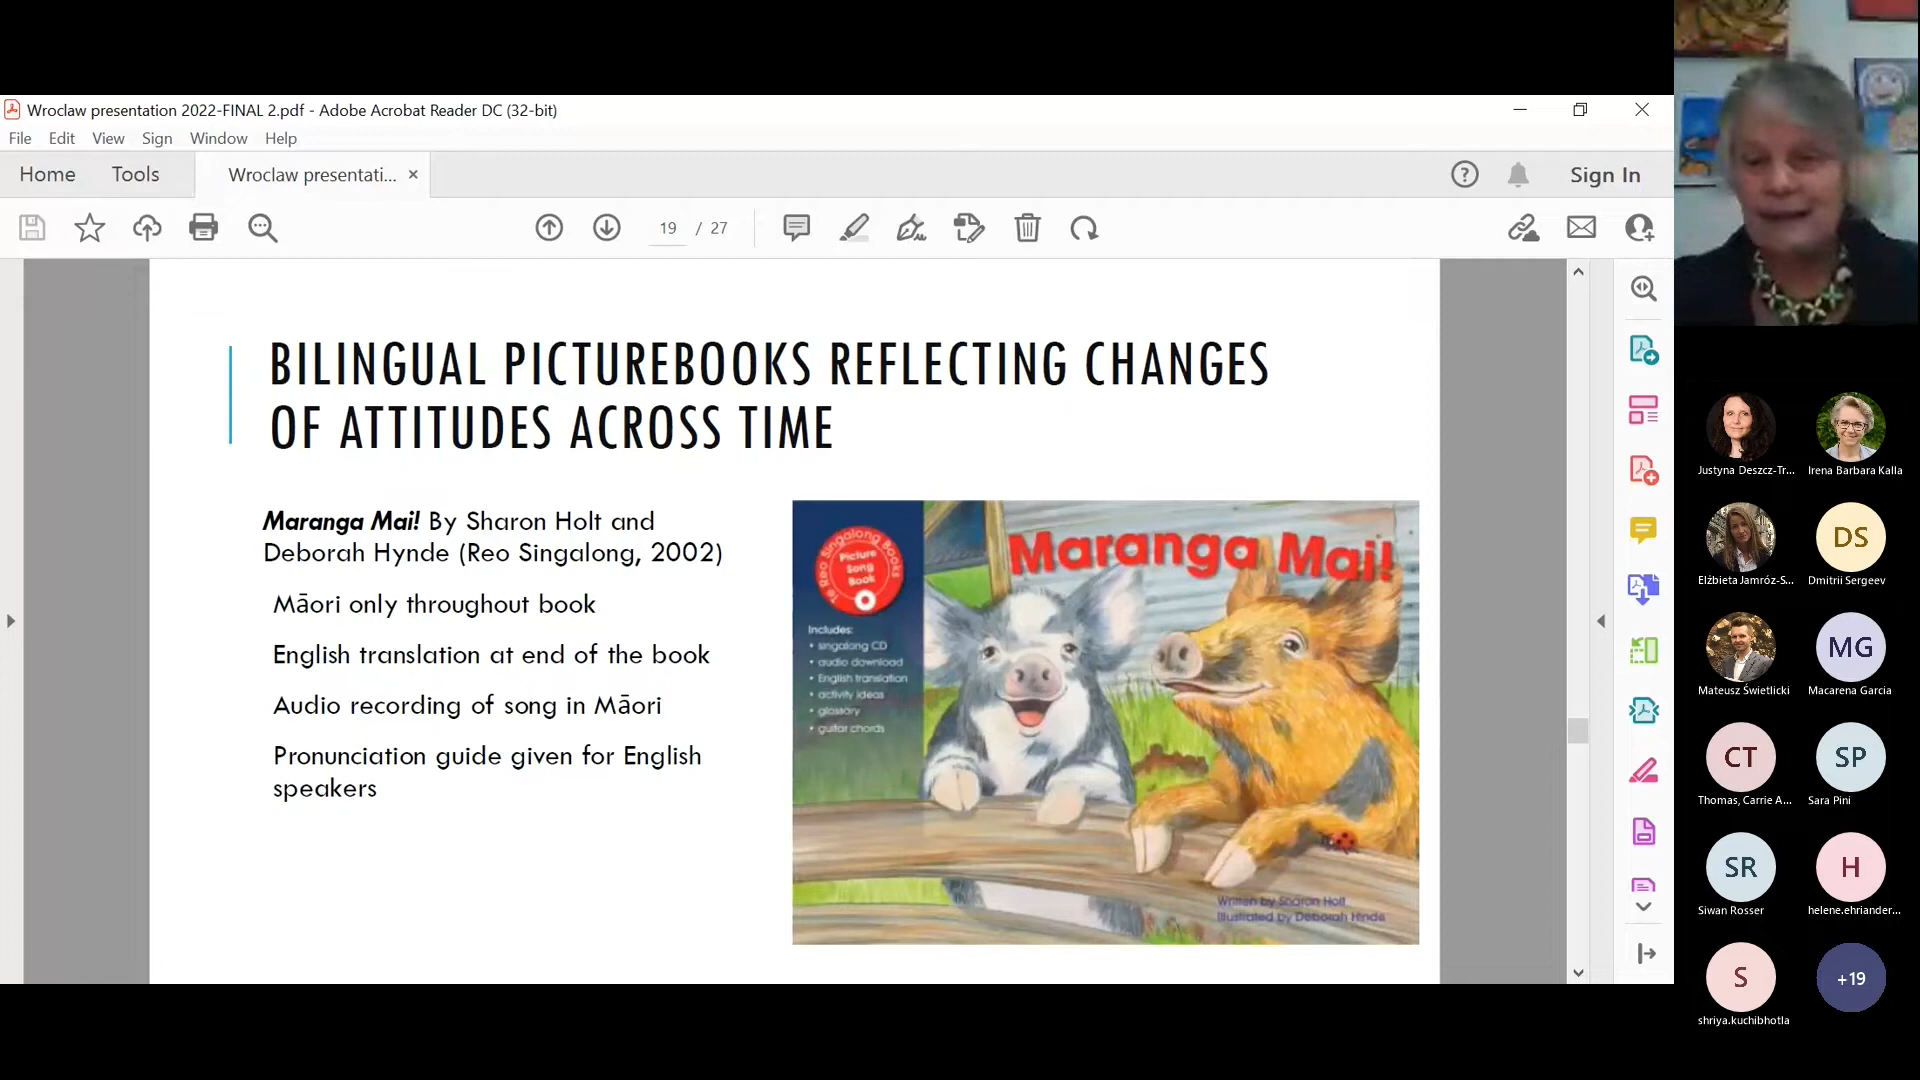 Wroclaw presentation 2022-FINAL 2.pdf - Adobe Acrobat Reader DC (32-bit)
File Edit View Sign Window Help
Home Tools Wroclaw presentati... × Sign In
19 / 27
BILINGUAL PICTUREBOOKS REFLECTING CHANGES
OF ATTITUDES ACROSS TIME
Maranga Mai! By Sharon Holt and
Deborah Hynde (Reo Singalong, 2002)
Māori only throughout book
English translation at end of the book
Audio recording of song in Māori
Pronunciation guide given for English
speakers
Maranga Mai!
Te Reo Singalong Books
Picture
Song
Book
Includes:
• singalong CD
• audio download
• English translation
• activity ideas
• glossary
• guitar chords
Written by Sharon Holt
Illustrated by Deborah Hinde
Justyna Deszcz-Tr...
Irena Barbara Kalla
Elżbieta Jamróz-S...
DS
Dmitrii Sergeev
Mateusz Świetlicki
MG
Macarena Garcia
CT
Thomas, Carrie A...
SP
Sara Pini
SR
Siwan Rosser
H
helene.ehriander...
S
shriya.kuchibhotla
+19